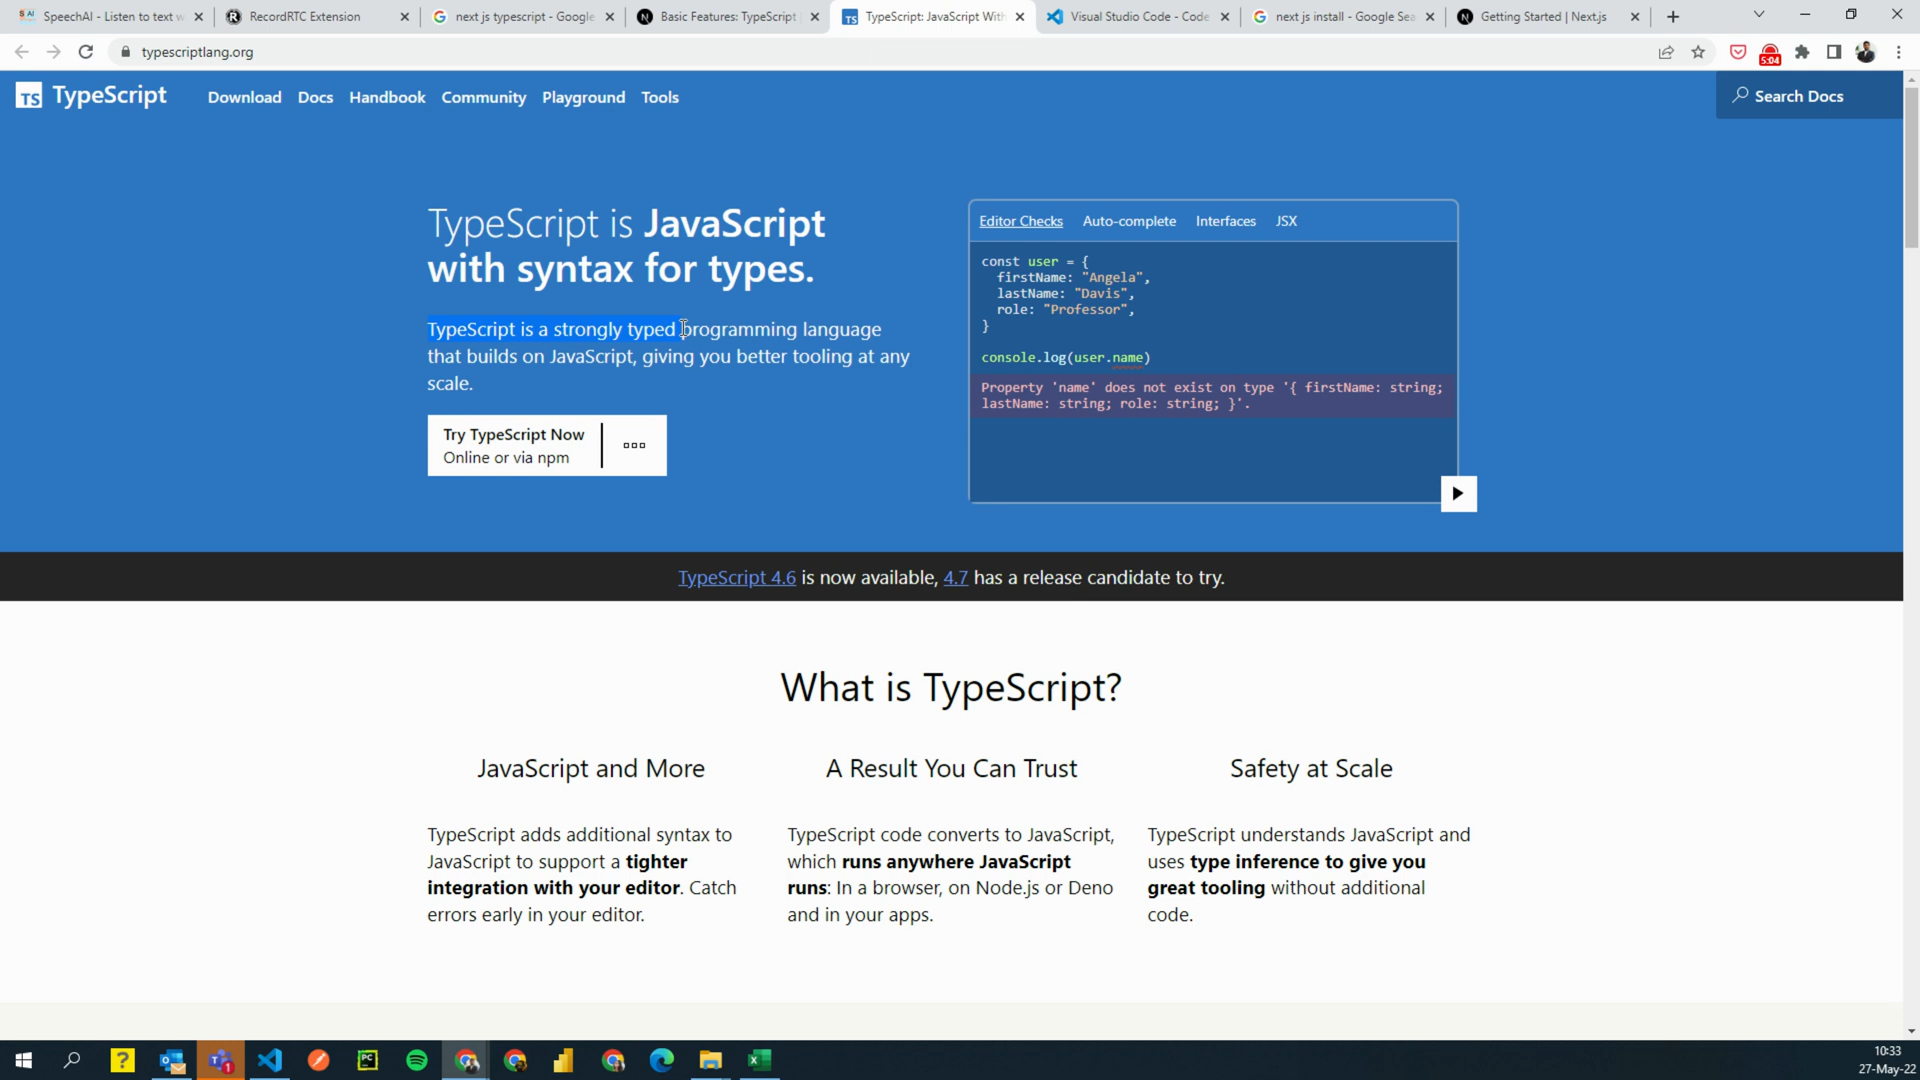 SpeechAI - Listen to text w
RecordRTC Extension
next js typescript - Google
Basic Features: TypeScript
TypeScript: JavaScript With
Visual Studio Code - Code
next js install - Google Sea
Getting Started | Next.js
typescriptlang.org
5:04
TS TypeScript
Download Docs Handbook Community Playground Tools
Search Docs
TypeScript is JavaScript
with syntax for types.
TypeScript is a strongly typed programming language
that builds on JavaScript, giving you better tooling at any
scale.
Try TypeScript Now
Online or via npm
Editor Checks Auto-complete Interfaces JSX
const user = {
firstName: "Angela",
lastName: "Davis",
role: "Professor",
}
console.log(user.name)
Property 'name' does not exist on type '{ firstName: string;
lastName: string; role: string; }'.
TypeScript 4.6 is now available, 4.7 has a release candidate to try.
What is TypeScript?
JavaScript and More
TypeScript adds additional syntax to
JavaScript to support a tighter
integration with your editor. Catch
errors early in your editor.
A Result You Can Trust
TypeScript code converts to JavaScript,
which runs anywhere JavaScript
runs: In a browser, on Node.js or Deno
and in your apps.
Safety at Scale
TypeScript understands JavaScript and
uses type inference to give you
great tooling without additional
code.
10:33
27-May-22